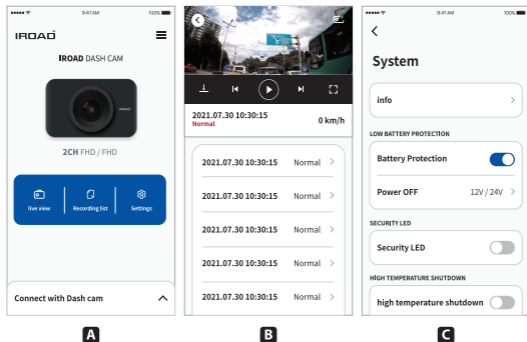 9:41 AM
100%
IROAD
IROAD DASH CAM
2CH FHD / FHD
live view
Recording list
Settings
Connect with Dash cam
A
2021.07.30 10:30:15
Normal
0 km/h
2021.07.30 10:30:15 Normal
2021.07.30 10:30:15 Normal
2021.07.30 10:30:15 Normal
2021.07.30 10:30:15 Normal
2021.07.30 10:30:15 Normal
B
9:41 AM
100%
System
info
LOW BATTERY PROTECTION
Battery Protection
Power OFF 12V / 24V
SECURITY LED
Security LED
HIGH TEMPERATURE SHUTDOWN
high temperature shutdown
C